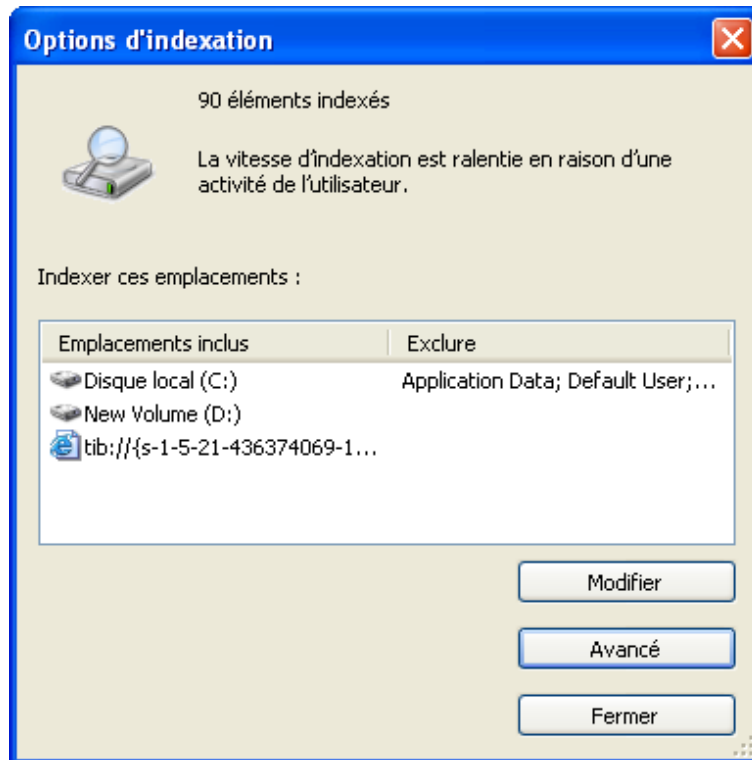 Options d'indexation
90 éléments indexés
La vitesse d'indexation est ralentie en raison d'une
activité de l'utilisateur.
Indexer ces emplacements :
Emplacements inclus Exclure
Disque local (C:) Application Data; Default User;...
New Volume (D:)
tib://{s-1-5-21-436374069-1...
Modifier
Avancé
Fermer